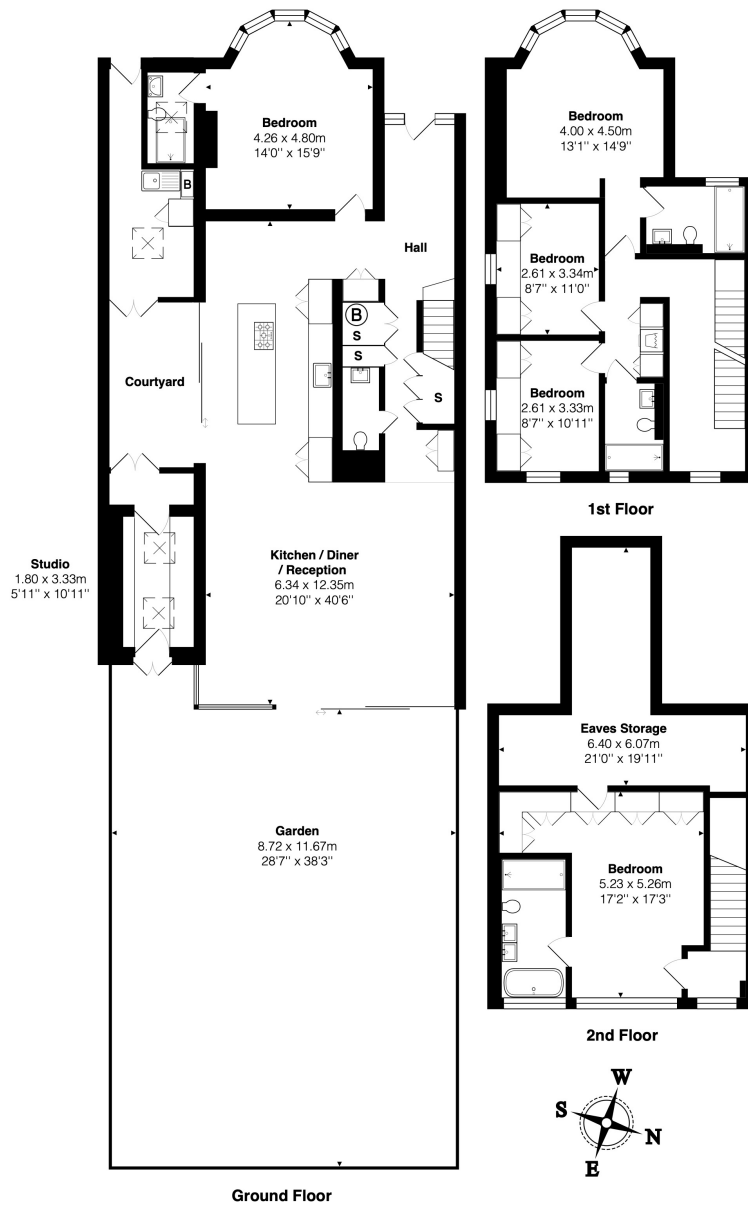 Bedroom
4.26 x 4.80m
14'0'' x 15'9''
B
Hall
B
S
S
S
Courtyard
Studio
1.80 x 3.33m
5'11'' x 10'11''
Kitchen / Diner
/ Reception
6.34 x 12.35m
20'10'' x 40'6''
Garden
8.72 x 11.67m
28'7'' x 38'3''
Ground Floor
Bedroom
4.00 x 4.50m
13'1'' x 14'9''
Bedroom
2.61 x 3.34m
8'7'' x 11'0''
Bedroom
2.61 x 3.33m
8'7'' x 10'11''
1st Floor
Eaves Storage
6.40 x 6.07m
21'0'' x 19'11''
Bedroom
5.23 x 5.26m
17'2'' x 17'3''
2nd Floor
W
S
N
E